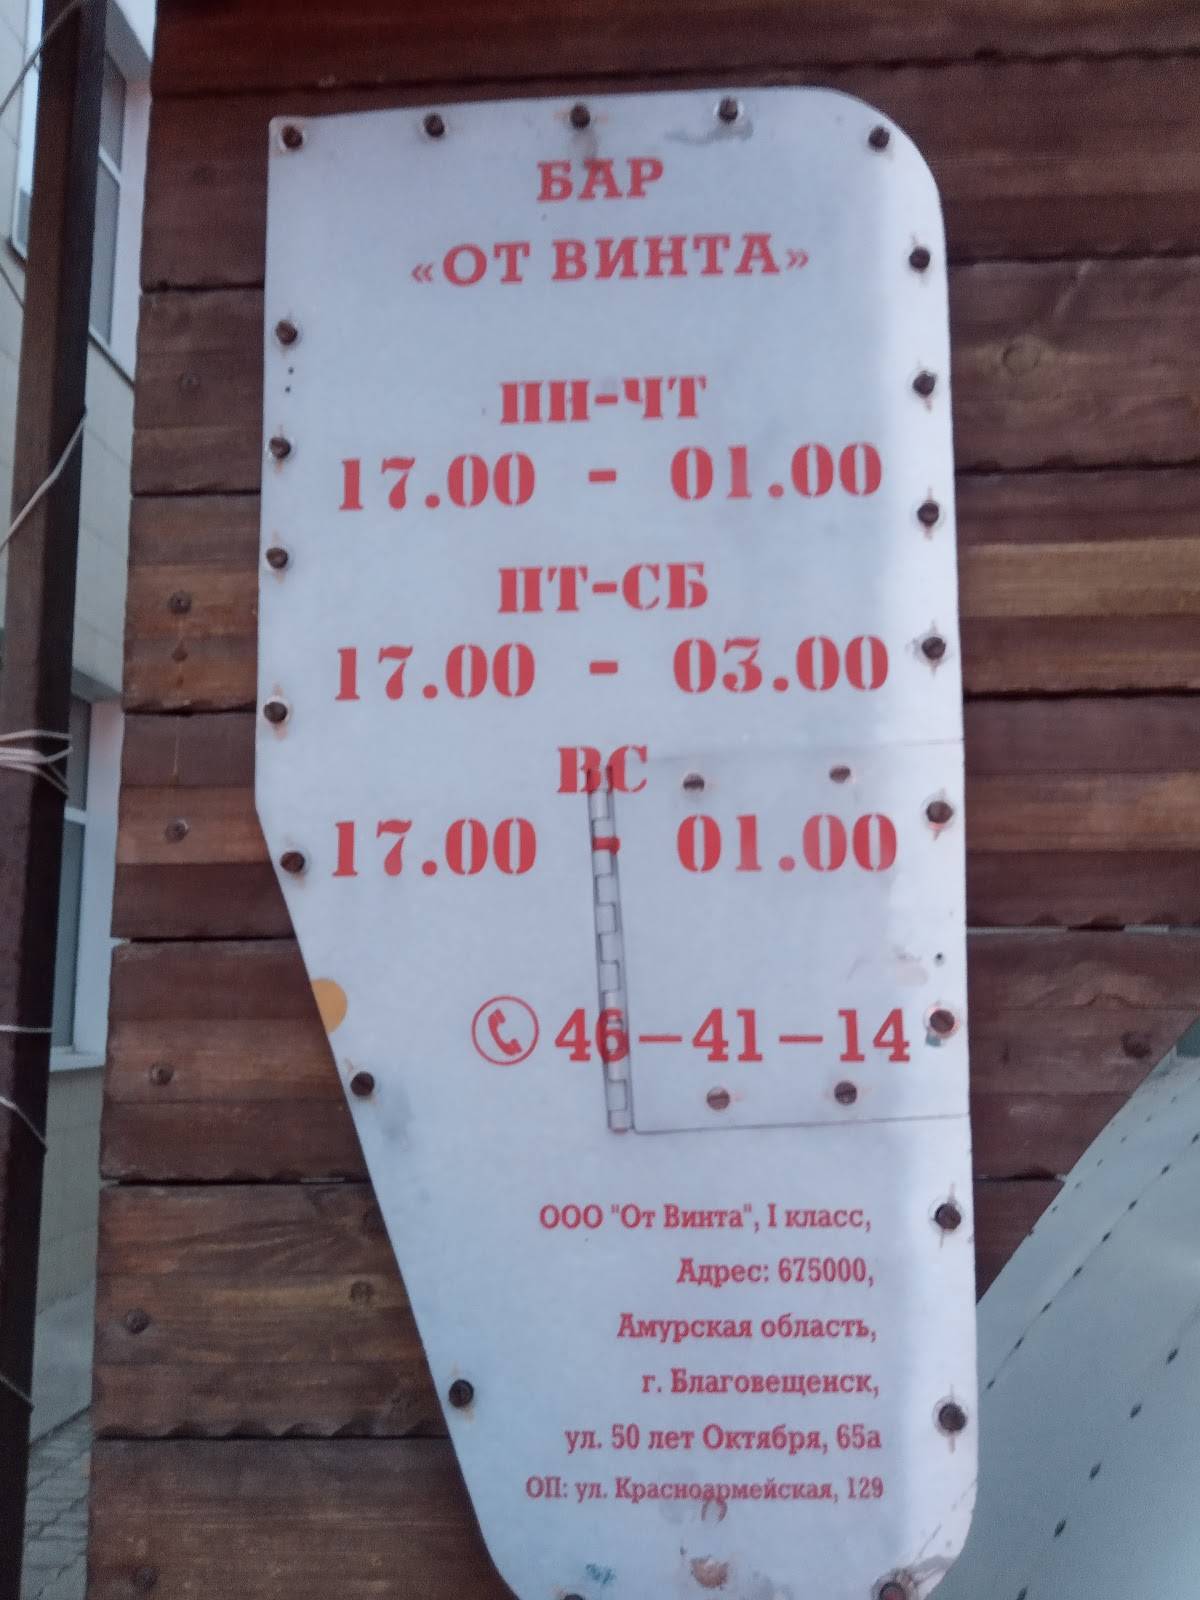 БАР
«ОТ ВИНТА»
ПН-ЧТ
17.00 - 01.00
ПТ-СБ
17.00 - 03.00
ВС
17.00 - 01.00
46-41-14
ООО "От Винта", I класс,
Адрес: 675000,
Амурская область,
г. Благовещенск,
ул. 50 лет Октября, 65а
ОП: ул. Красноармейская, 129